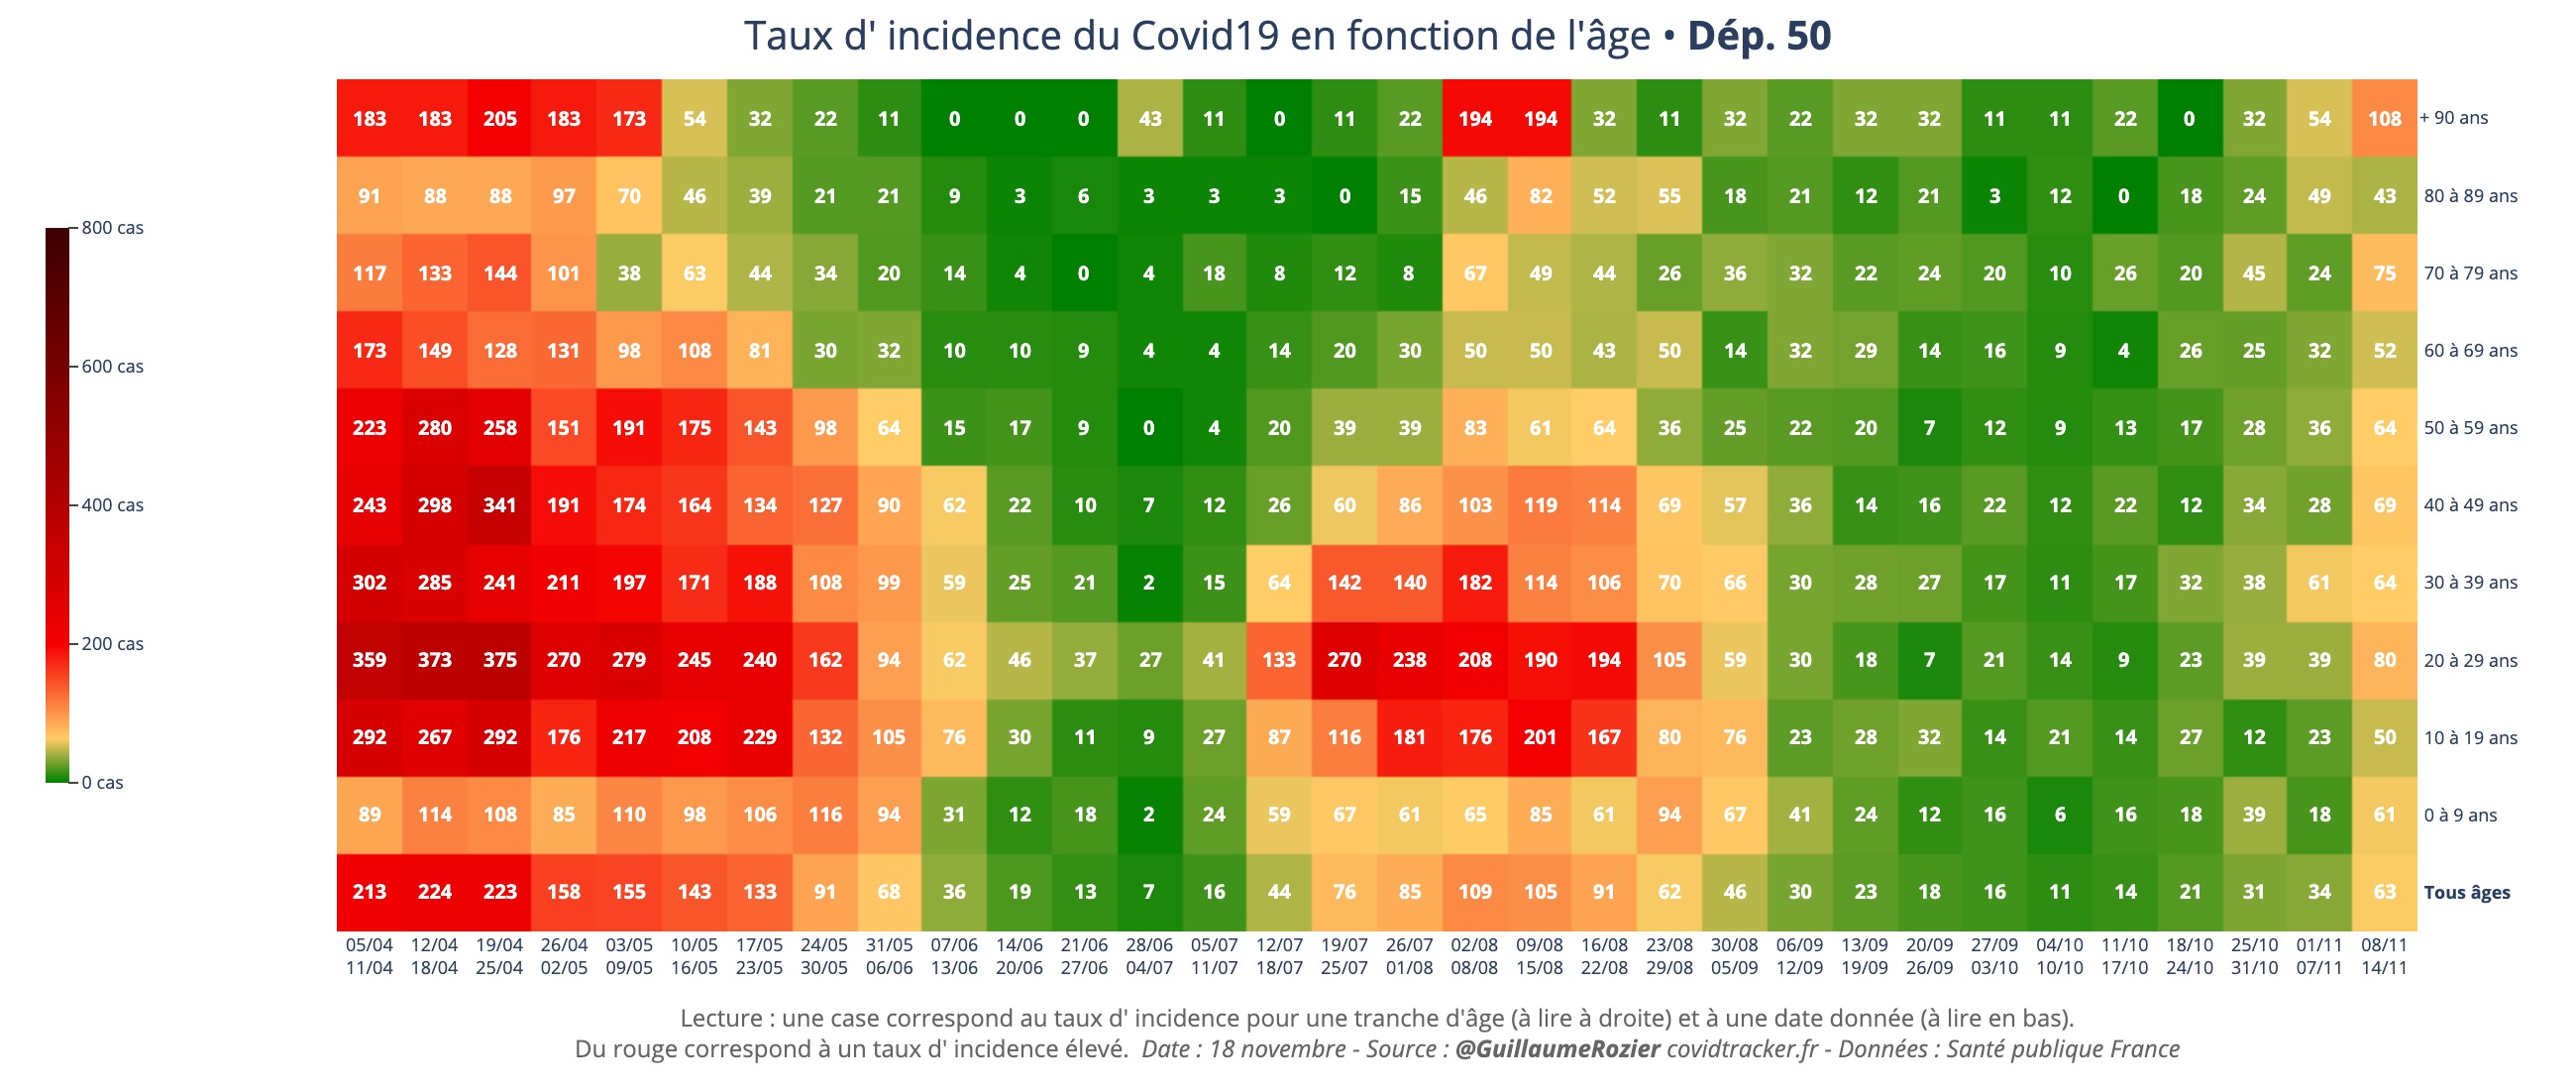 Taux d' incidence du Covid19 en fonction de l'âge • Dép. 50
800 cas
600 cas
400 cas
200 cas
0 cas
183 183 205 183 173 54 32 22 11 0 0 0 43 11 0 11 22 194 194 32 11 32 22 32 32 11 11 22 0 32 54 108 + 90 ans
91 88 88 97 70 46 39 21 21 9 3 6 3 3 3 0 15 46 82 52 55 18 21 12 21 3 12 0 18 24 49 43 80 à 89 ans
117 133 144 101 38 63 44 34 20 14 4 0 4 18 8 12 8 67 49 44 26 36 32 22 24 20 10 26 20 45 24 75 70 à 79 ans
173 149 128 131 98 108 81 30 32 10 10 9 4 4 14 20 30 50 50 43 50 14 32 29 14 16 9 4 26 25 32 52 60 à 69 ans
223 280 258 151 191 175 143 98 64 15 17 9 0 4 20 39 39 83 61 64 36 25 22 20 7 12 9 13 17 28 36 64 50 à 59 ans
243 298 341 191 174 164 134 127 90 62 22 10 7 12 26 60 86 103 119 114 69 57 36 14 16 22 12 22 12 34 28 69 40 à 49 ans
302 285 241 211 197 171 188 108 99 59 25 21 2 15 64 142 140 182 114 106 70 66 30 28 27 17 11 17 32 38 61 64 30 à 39 ans
359 373 375 270 279 245 240 162 94 62 46 37 27 41 133 270 238 208 190 194 105 59 30 18 7 21 14 9 23 39 39 80 20 à 29 ans
292 267 292 176 217 208 229 132 105 76 30 11 9 27 87 116 181 176 201 167 80 76 23 28 32 14 21 14 27 12 23 50 10 à 19 ans
89 114 108 85 110 98 106 116 94 31 12 18 2 24 59 67 61 65 85 61 94 67 41 24 12 16 6 16 18 39 18 61 0 à 9 ans
213 224 223 158 155 143 133 91 68 36 19 13 7 16 44 76 85 109 105 91 62 46 30 23 18 16 11 14 21 31 34 63 Tous âges
05/04 12/04 19/04 26/04 03/05 10/05 17/05 24/05 31/05 07/06 14/06 21/06 28/06 05/07 12/07 19/07 26/07 02/08 09/08 16/08 23/08 30/08 06/09 13/09 20/09 27/09 04/10 11/10 18/10 25/10 01/11 08/11
11/04 18/04 25/04 02/05 09/05 16/05 23/05 30/05 06/06 13/06 20/06 27/06 04/07 11/07 18/07 25/07 01/08 08/08 15/08 22/08 29/08 05/09 12/09 19/09 26/09 03/10 10/10 17/10 24/10 31/10 07/11 14/11
Lecture : une case correspond au taux d' incidence pour une tranche d'âge (à lire à droite) et à une date donnée (à lire en bas).
Du rouge correspond à un taux d' incidence élevé. Date : 18 novembre - Source : @GuillaumeRozier covidtracker.fr - Données : Santé publique France